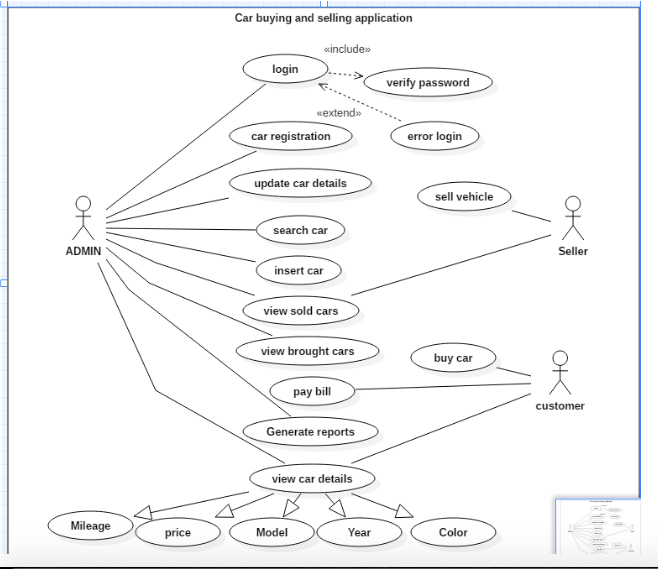 Car buying and selling application
«include»
login
verify password
«extend»
car registration
error login
update car details
sell vehicle
search car
ADMIN
Seller
insert car
view sold cars
view brought cars
buy car
pay bill
customer
Generate reports
view car details
Mileage
price
Model
Year
Color